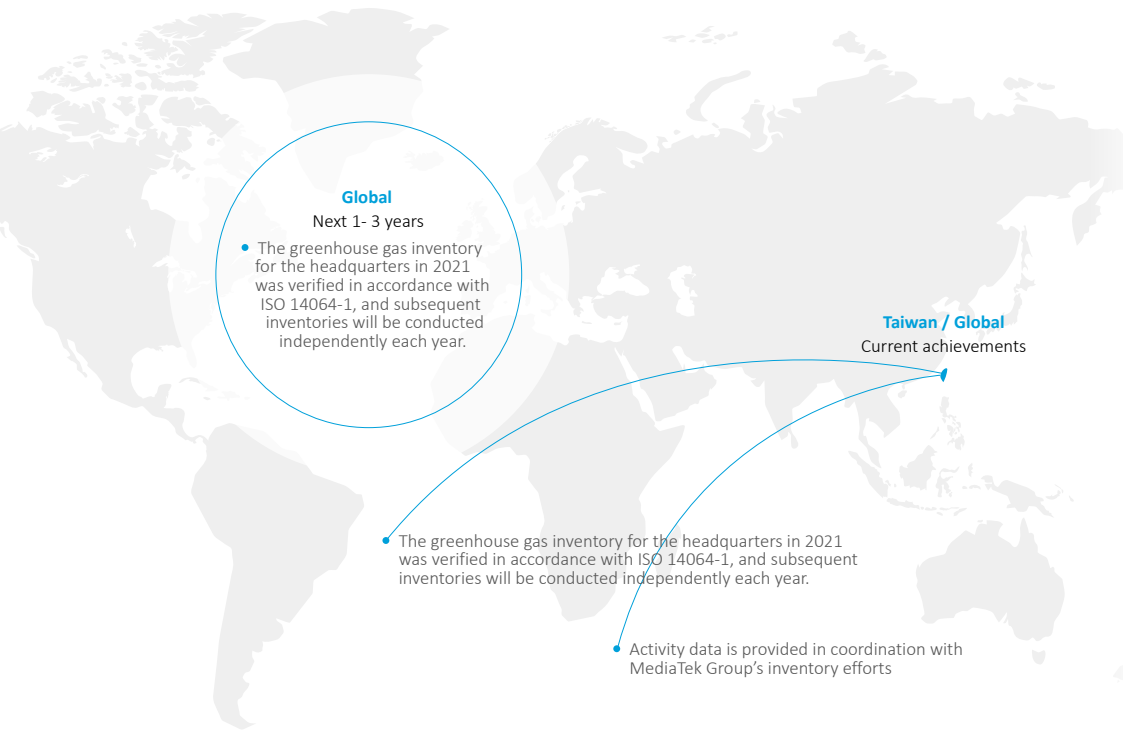 Global
Next 1- 3 years
• The greenhouse gas inventory
for the headquarters in 2021
was verified in accordance with
ISO 14064-1, and subsequent
inventories will be conducted
independently each year.
Taiwan / Global
Current achievements
• The greenhouse gas inventory for the headquarters in 2021
was verified in accordance with ISO 14064-1, and subsequent
inventories will be conducted independently each year.
• Activity data is provided in coordination with
MediaTek Group’s inventory efforts